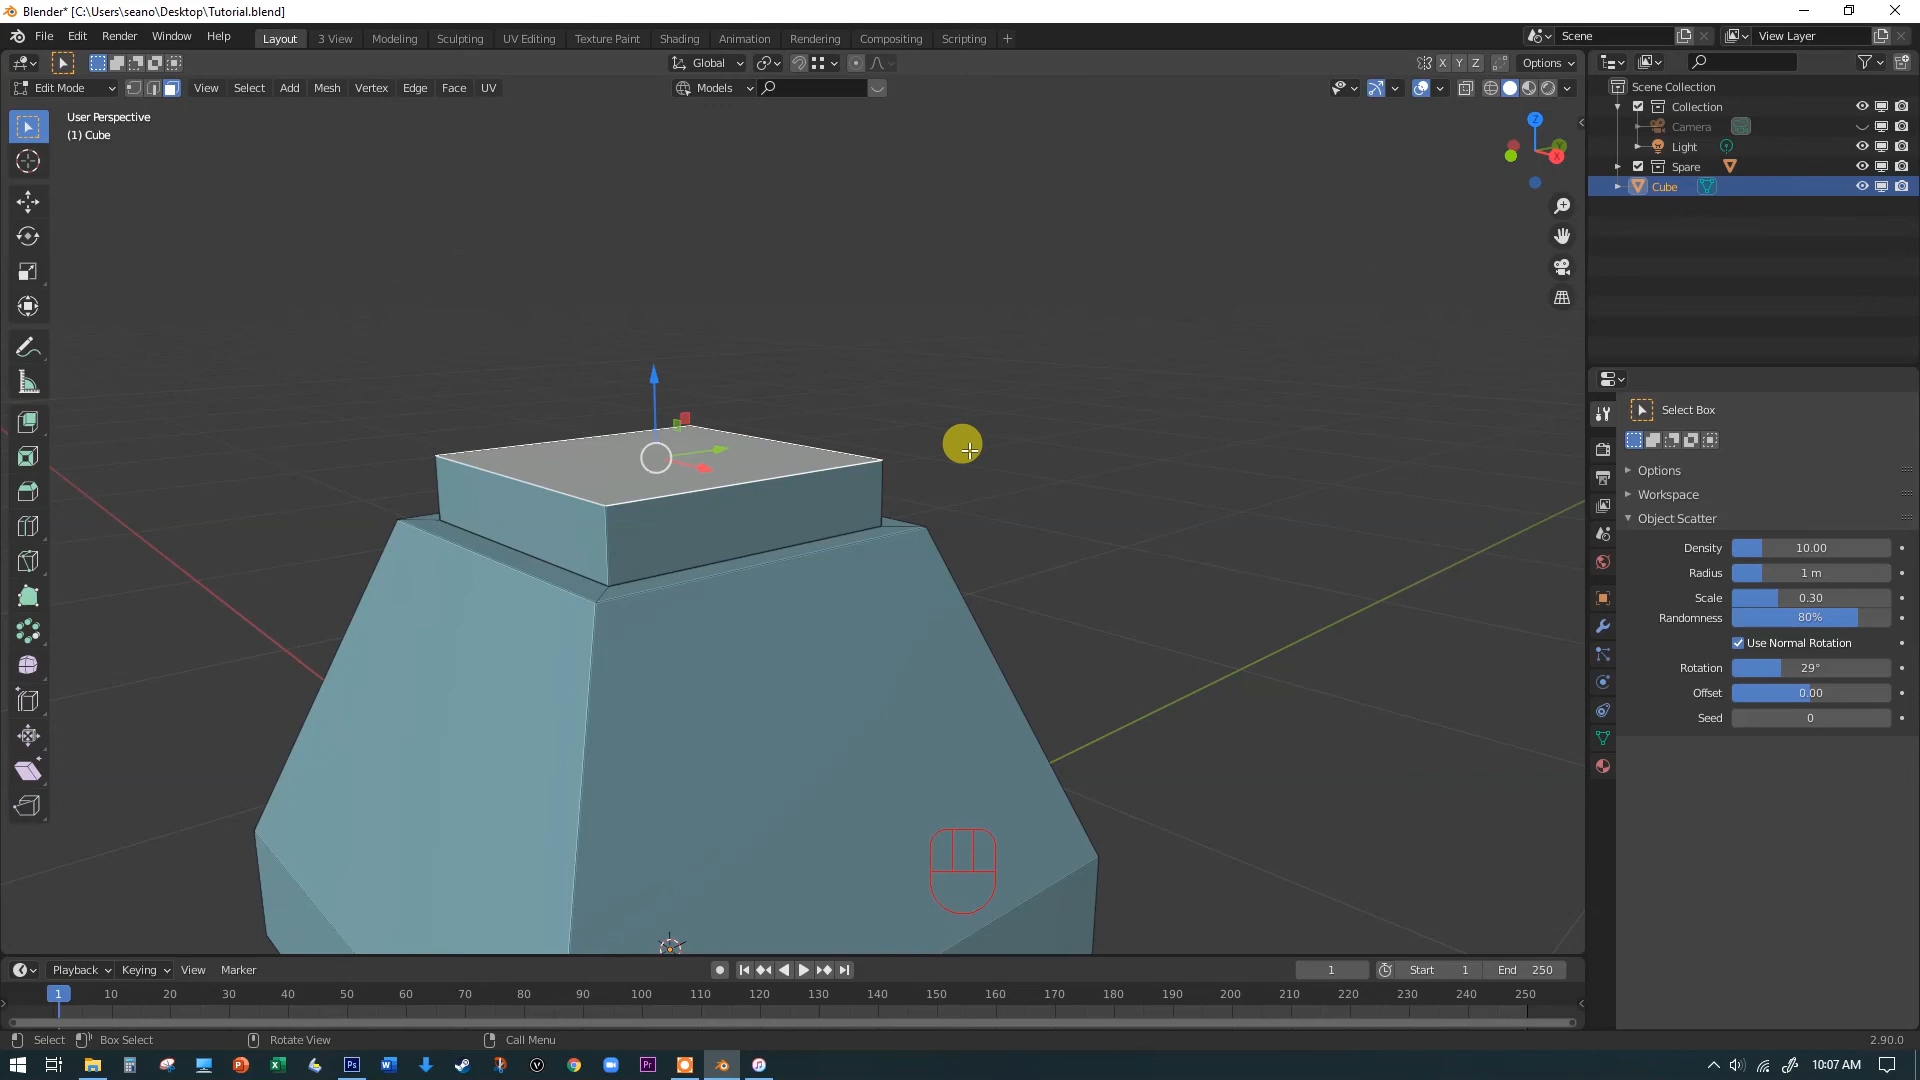 Blender* [C:\Users\seano\Desktop\Tutorial.blend]
File Edit Render Window Help Layout 3 View Modeling Sculpting UV Editing Texture Paint Shading Animation Rendering Compositing Scripting + Scene View Layer
Global X Y Z Options
Edit Mode View Select Add Mesh Vertex Edge Face UV Models
User Perspective
(1) Cube
Z
Y
X
Scene Collection
Collection
Camera
Light
Spare
Cube
Select Box
Options
Workspace
Object Scatter
Density 10.00
Radius 1 m
Scale 0.30
Randomness 80%
Use Normal Rotation
Rotation 29°
Offset 0.00
Seed 0
Playback Keying View Marker 1 Start 1 End 250
1 10 20 30 40 50 60 70 80 90 100 110 120 130 140 150 160 170 180 190 200 210 220 230 240 250
Select Box Select Rotate View Call Menu 2.90.0
10:07 AM